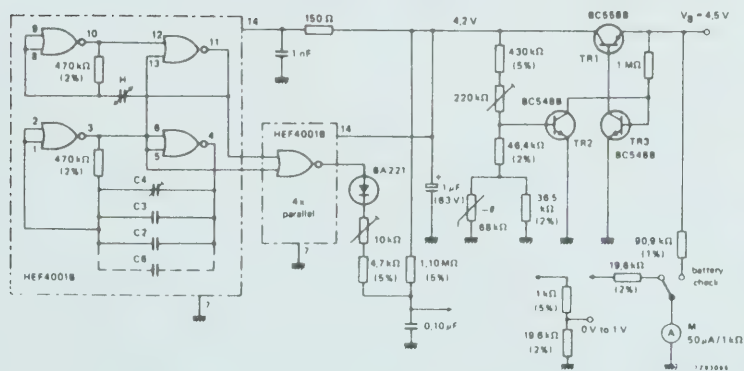 14
150 Ω
4,2 V
BC558B
V_B = 4,5 V
9
8
10
12
13
11
470 kΩ
(2%)
H
1 nF
430 kΩ
(5%)
TR1
1 MΩ
220 kΩ
BC548B
TR2
TR3
BC548B
2
1
3
6
5
4
470 kΩ
(2%)
C4
C3
C2
C6
HEF4001B
7
HEF4001B
14
4x
parallel
7
BA221
10 kΩ
4,7 kΩ
(5%)
1,10 MΩ
(5%)
0,10 µF
+
1 µF
(63 V)
46,4 kΩ
(2%)
-θ
68 kΩ
36,5
kΩ
(2%)
90,9 kΩ
(1%)
1 kΩ
(5%)
19,6 kΩ
(2%)
0 V to 1 V
19,6 kΩ
(2%)
battery
check
A
M
50 µA/1 kΩ